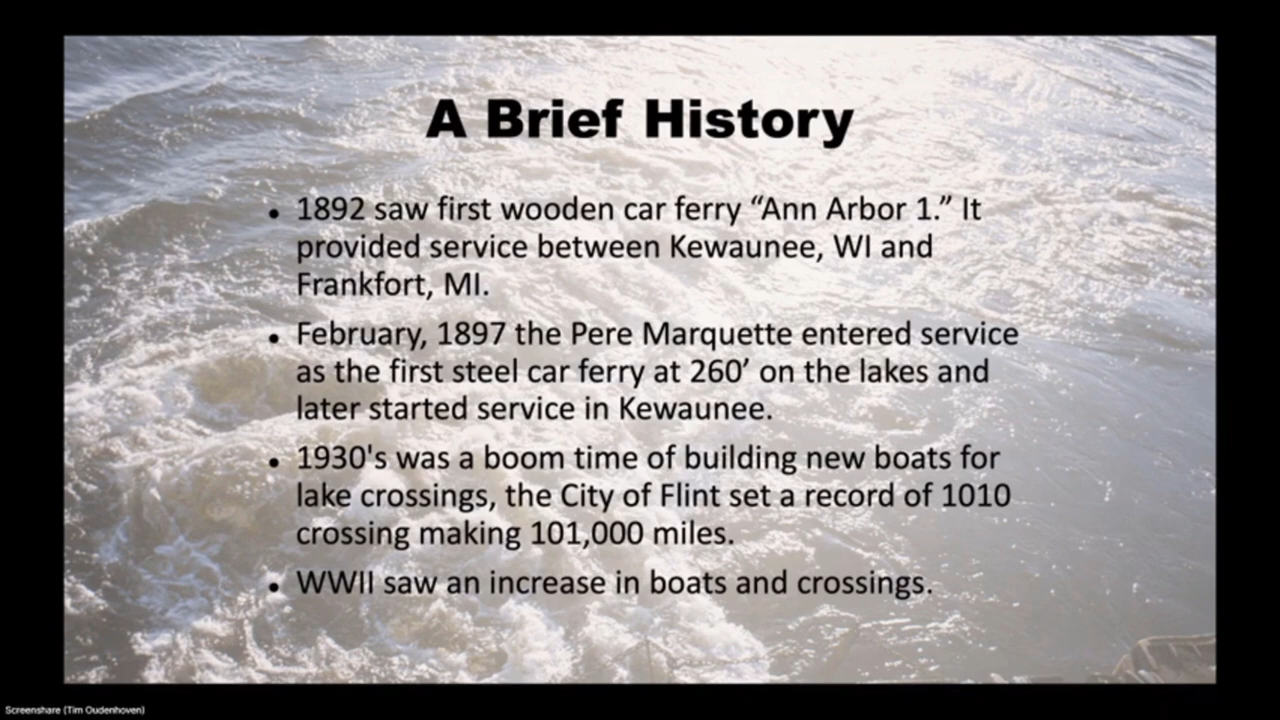 A Brief History
• 1892 saw first wooden car ferry “Ann Arbor 1.” It
provided service between Kewaunee, WI and
Frankfort, MI.
• February, 1897 the Pere Marquette entered service
as the first steel car ferry at 260’ on the lakes and
later started service in Kewaunee.
• 1930's was a boom time of building new boats for
lake crossings, the City of Flint set a record of 1010
crossing making 101,000 miles.
• WWII saw an increase in boats and crossings.
Screenshare (Tim Oudenhoven)